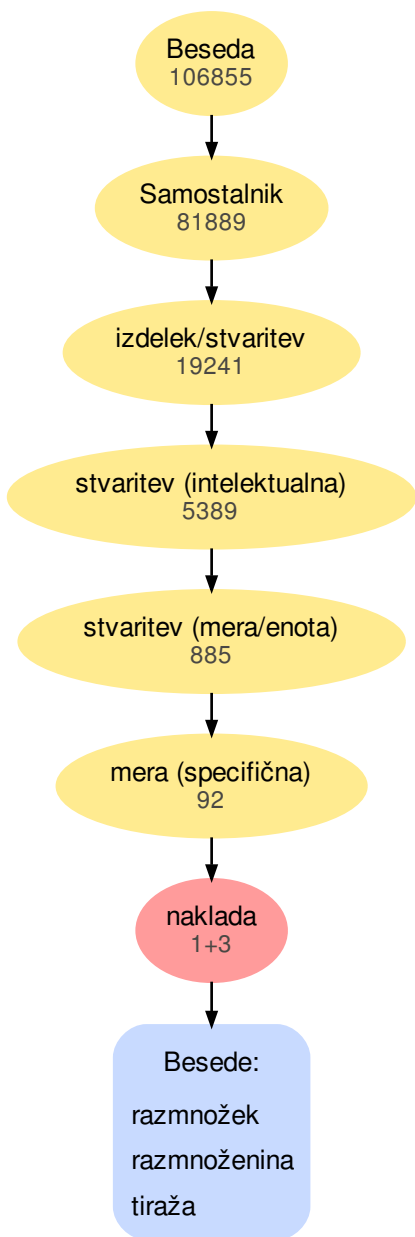 Beseda
106855
Samostalnik
81889
izdelek/stvaritev
19241
stvaritev (intelektualna)
5389
stvaritev (mera/enota)
885
mera (specifična)
92
naklada
1+3
Besede:
razmnožek
razmnoženina
tiraža